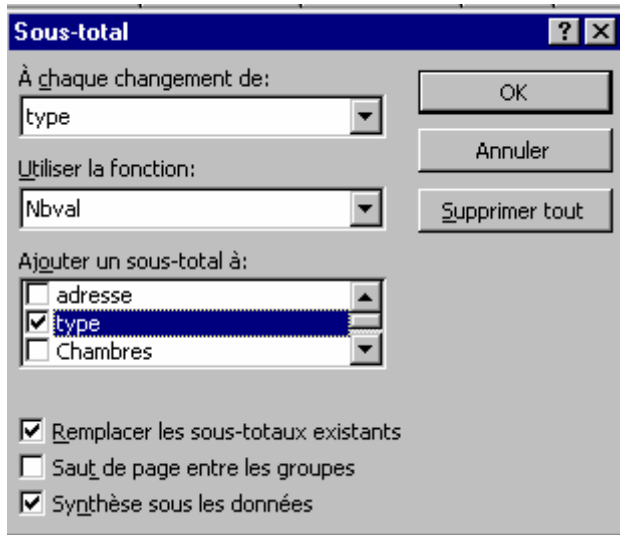 Sous-total
À chaque changement de:
type
OK
Annuler
Utiliser la fonction:
Nbval
Supprimer tout
Ajouter un sous-total à:
adresse
type
Chambres
Remplacer les sous-totaux existants
Saut de page entre les groupes
Synthèse sous les données